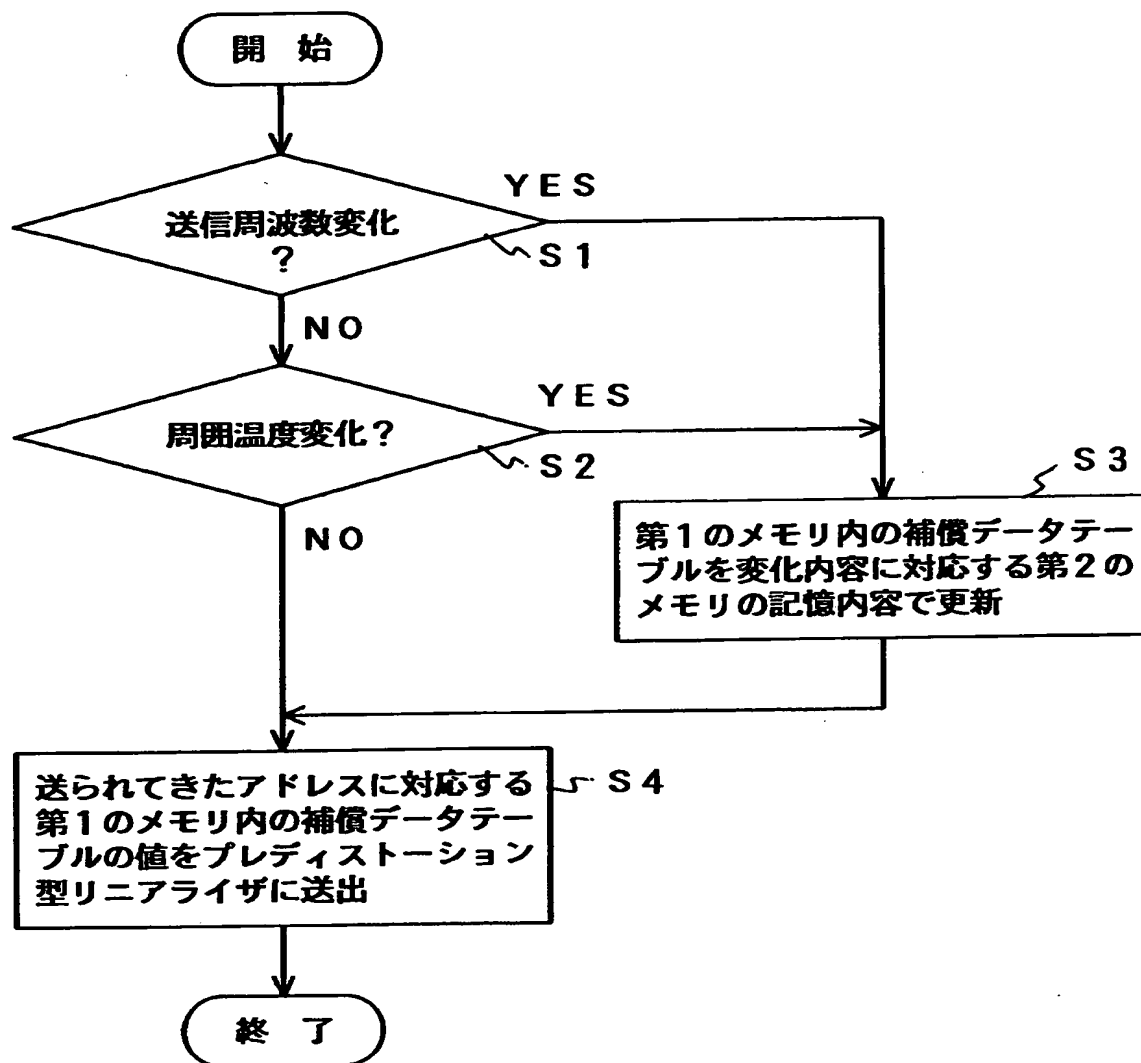 開 始
YES
送信周波数変化
?
S1
NO
YES
周囲温度変化?
S2
S3
NO
第1のメモリ内の補償データテー
ブルを変化内容に対応する第2の
メモリの記憶内容で更新
送られてきたアドレスに対応する
第1のメモリ内の補償データテー
ブルの値をプレディストーション
型リニアライザに送出
S4
終 了